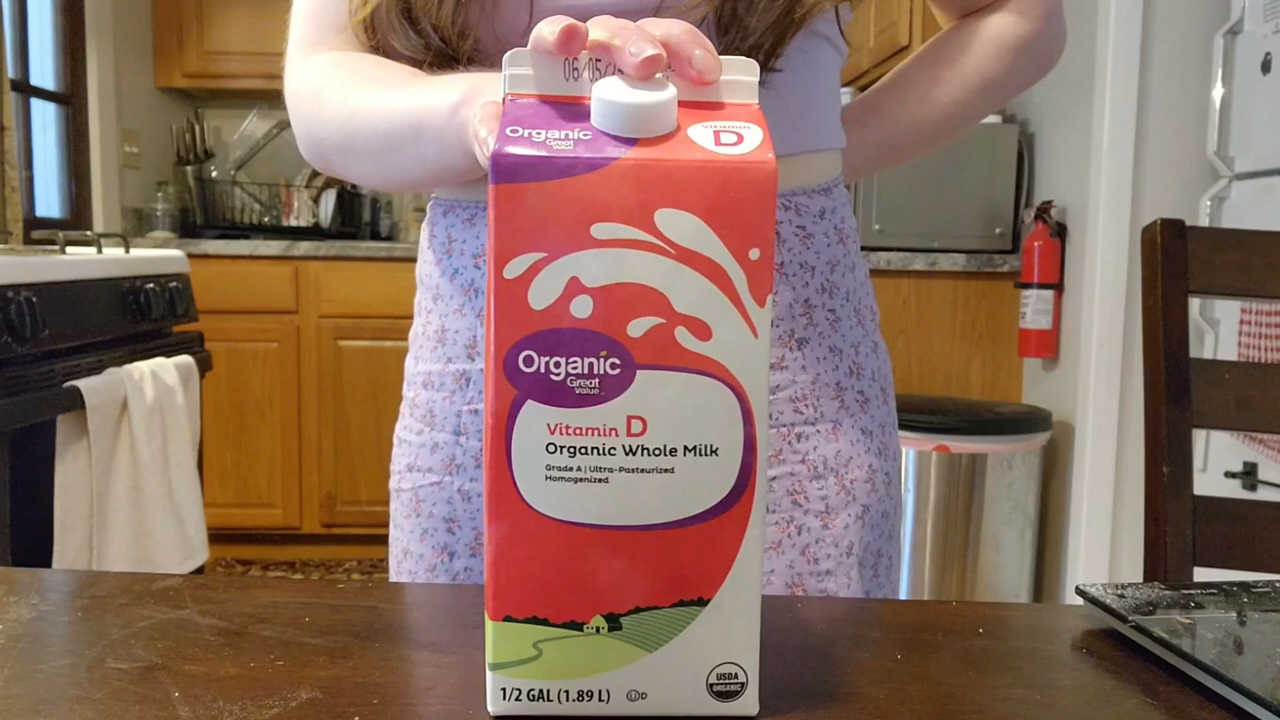 06/05/
Organic
Great
Value
Vitamin
D
Organic
Great
Value
Vitamin D
Organic Whole Milk
Grade A | Ultra-Pasteurized
Homogenized
1/2 GAL (1.89 L)
U D
USDA
ORGANIC